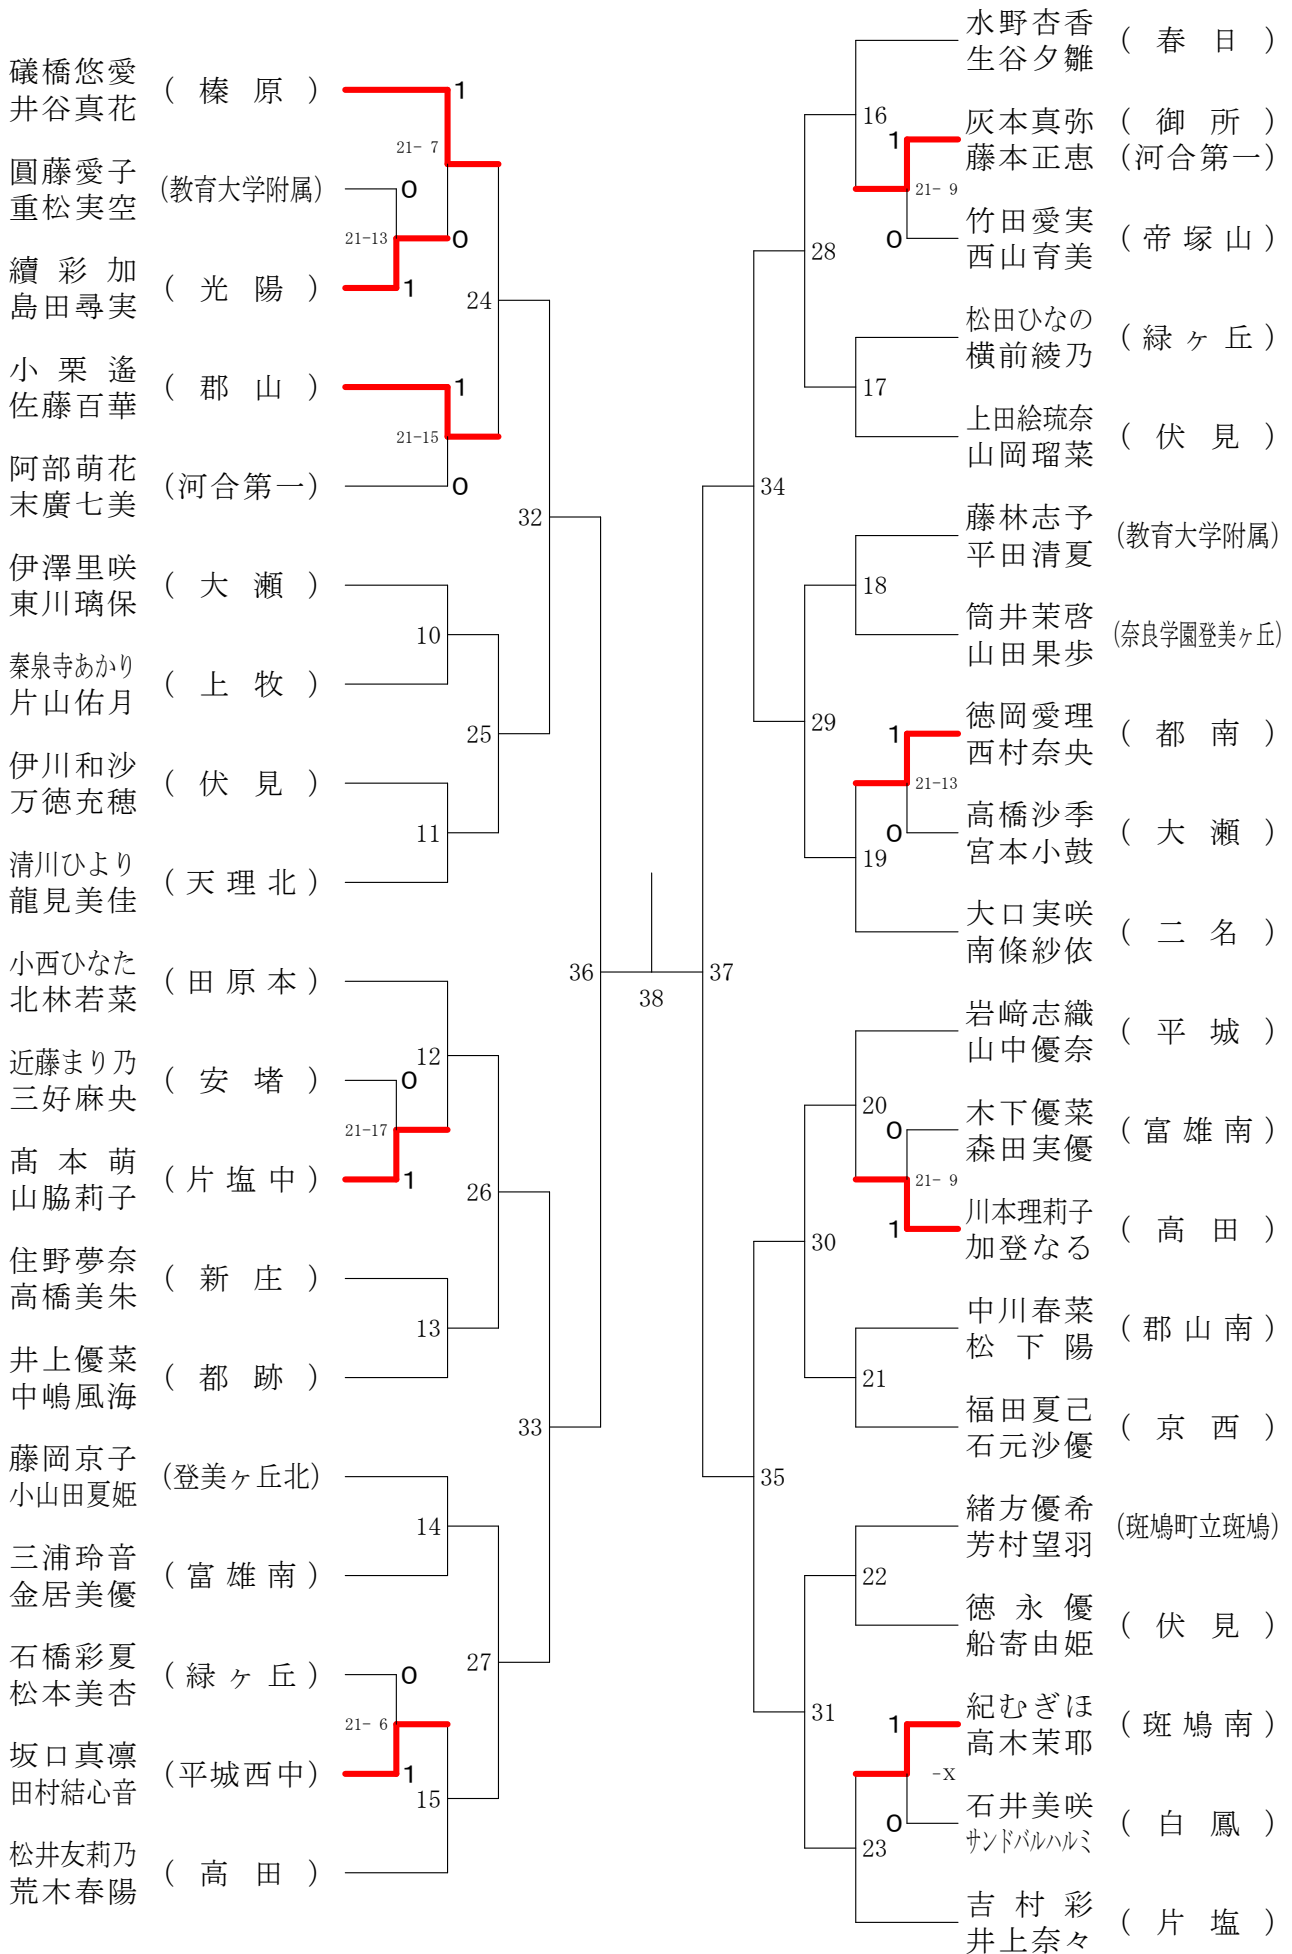 礒橋悠愛
井谷真花
( 榛 原 )
1
21- 7
圓藤愛子
重松実空
(教育大学附属)
0
21-13
0
續 彩 加
島田尋実
( 光 陽 )
1
24
小 栗 遙
佐藤百華
( 郡 山 )
1
21-15
阿部萌花
末廣七美
(河合第一)
0
32
伊澤里咲
東川璃保
( 大 瀬 )
10
秦泉寺あかり
片山佑月
( 上 牧 )
25
伊川和沙
万徳充穂
( 伏 見 )
11
清川ひより
龍見美佳
( 天 理 北 )
36
小西ひなた
北林若菜
( 田 原 本 )
12
近藤まり乃
三好麻央
( 安 堵 )
0
21-17
髙 本 萌
山脇莉子
( 片 塩 中 )
1
26
住野夢奈
高橋美朱
( 新 庄 )
13
井上優菜
中嶋風海
( 都 跡 )
33
藤岡京子
小山田夏姫
(登美ヶ丘北)
14
三浦玲音
金居美優
( 富 雄 南 )
27
石橋彩夏
松本美杏
( 緑 ヶ 丘 )
0
21- 6
坂口真凛
田村結心音
(平城西中)
1
15
松井友莉乃
荒木春陽
( 高 田 )
38
水野杏香
生谷夕雛
( 春 日 )
16
灰本真弥
藤本正恵
( 御 所 )
(河合第一)
1
21- 9
竹田愛実
西山育美
( 帝 塚 山 )
0
28
松田ひなの
横前綾乃
( 緑 ヶ 丘 )
17
上田絵琉奈
山岡瑠菜
( 伏 見 )
34
藤林志予
平田清夏
(教育大学附属)
18
筒井茉啓
山田果歩
(奈良学園登美ヶ丘)
29
徳岡愛理
西村奈央
( 都 南 )
1
21-13
高橋沙季
宮本小鼓
( 大 瀬 )
0
19
大口実咲
南條紗依
( 二 名 )
37
岩﨑志織
山中優奈
( 平 城 )
20
木下優菜
森田実優
( 富 雄 南 )
0
21- 9
川本理莉子
加登なる
( 高 田 )
1
30
中川春菜
松 下 陽
( 郡 山 南 )
21
福田夏己
石元沙優
( 京 西 )
35
緒方優希
芳村望羽
(斑鳩町立斑鳩)
22
徳 永 優
船寄由姫
( 伏 見 )
31
紀むぎほ
高木茉耶
( 斑 鳩 南 )
1
-X
石井美咲
サンドバルハルミ
( 白 鳳 )
0
23
吉 村 彩
井上奈々
( 片 塩 )